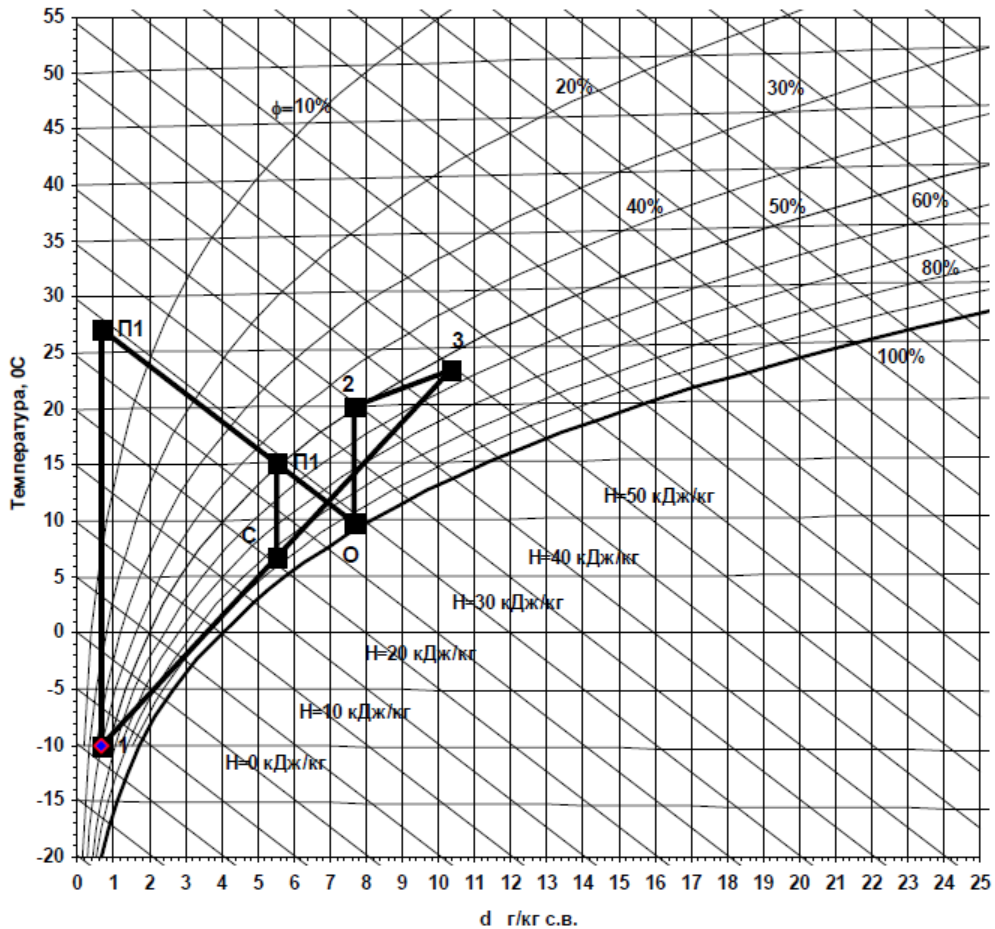 55
50
45
40
35
30
25
20
15
10
5
0
-5
-10
-15
-20
Температура, 0С
ϕ=10%
20%
30%
40%
50%
60%
80%
100%
П1
2
3
П1
С
О
1
H=50 кДж/кг
H=40 кДж/кг
H=30 кДж/кг
H=20 кДж/кг
H=10 кДж/кг
H=0 кДж/кг
0 1 2 3 4 5 6 7 8 9 10 11 12 13 14 15 16 17 18 19 20 21 22 23 24 25
d г/кг с.в.